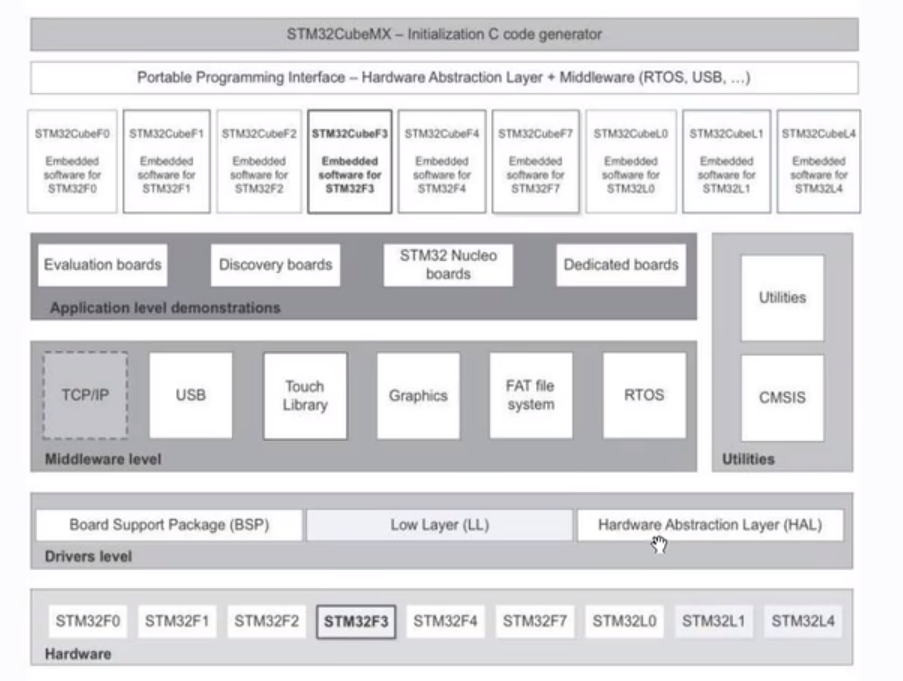 STM32CubeMX – Initialization C code generator
Portable Programming Interface – Hardware Abstraction Layer + Middleware (RTOS, USB, …)
STM32CubeF0
Embedded
software for
STM32F0
STM32CubeF1
Embedded
software for
STM32F1
STM32CubeF2
Embedded
software for
STM32F2
STM32CubeF3
Embedded
software for
STM32F3
STM32CubeF4
Embedded
software for
STM32F4
STM32CubeF7
Embedded
software for
STM32F7
STM32CubeL0
Embedded
software for
STM32L0
STM32CubeL1
Embedded
software for
STM32L1
STM32CubeL4
Embedded
software for
STM32L4
Evaluation boards
Discovery boards
STM32 Nucleo
boards
Dedicated boards
Application level demonstrations
Utilities
CMSIS
Utilities
TCP/IP
USB
Touch
Library
Graphics
FAT file
system
RTOS
Middleware level
Board Support Package (BSP)
Low Layer (LL)
Hardware Abstraction Layer (HAL)
Drivers level
STM32F0
STM32F1
STM32F2
STM32F3
STM32F4
STM32F7
STM32L0
STM32L1
STM32L4
Hardware